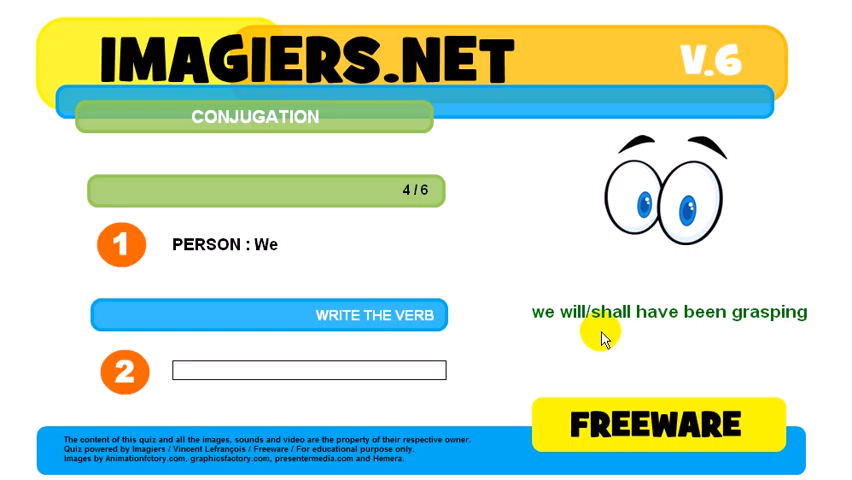 IMAGIERS.NET
V.6
CONJUGATION
4 / 6
1
PERSON : We
WRITE THE VERB
we will/shall have been grasping
2
FREEWARE
The content of this quiz and all the images, sounds and video are the property of their respective owner.
Quiz powered by Imagiers / Vincent Lefrançois / Freeware / For educational purpose only.
Images by Animationfctory.com, graphicsfactory.com, presentermedia.com and Hemera.